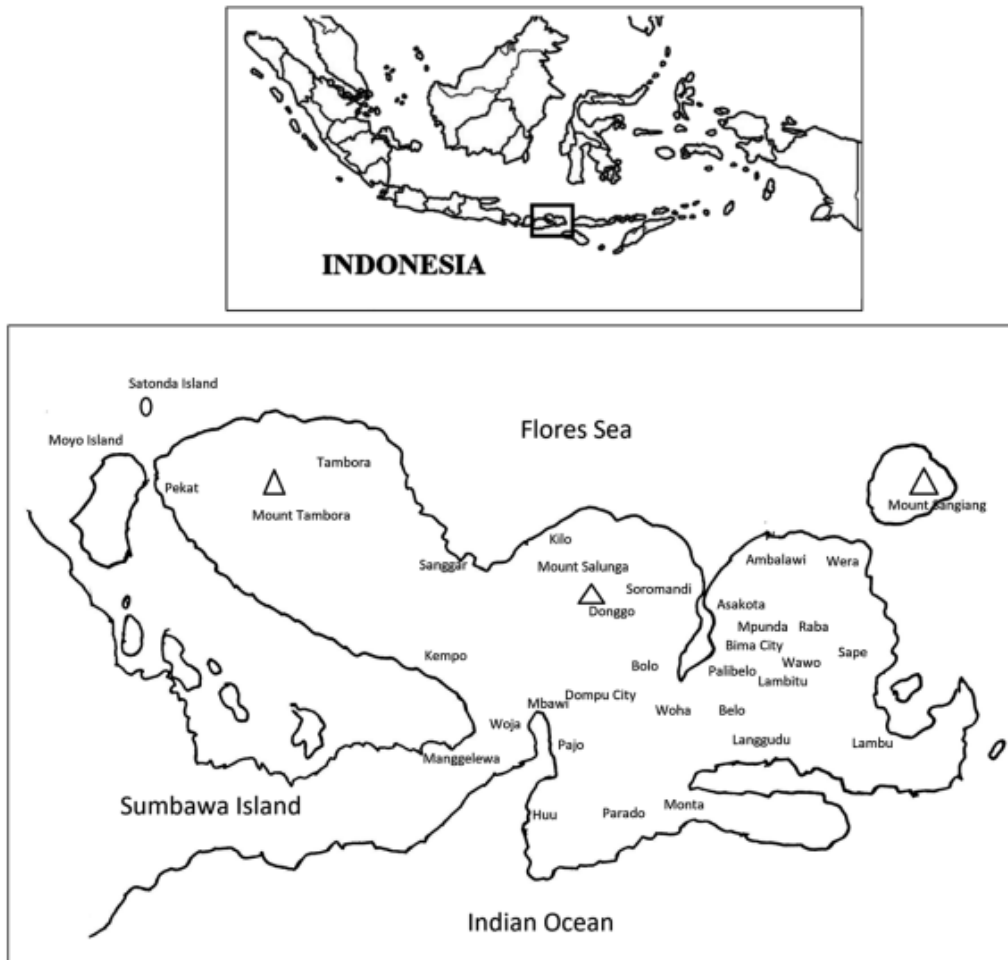 INDONESIA
Satonda Island
Flores Sea
Moyo Island
Tambora
Pekat
Mount Sangiang
Mount Tambora
Kilo
Ambalawi
Wera
Sanggar
Mount Salunga
Soromandi
Donggo
Asakota
Mpunda
Raba
Bima City
Sape
Kempo
Bolo
Wawo
Palibelo
Lambitu
Dompu City
Mbawi
Woha
Belo
Woja
Pajo
Langgudu
Lambu
Manggelewa
Sumbawa Island
Monta
Huu
Parado
Indian Ocean